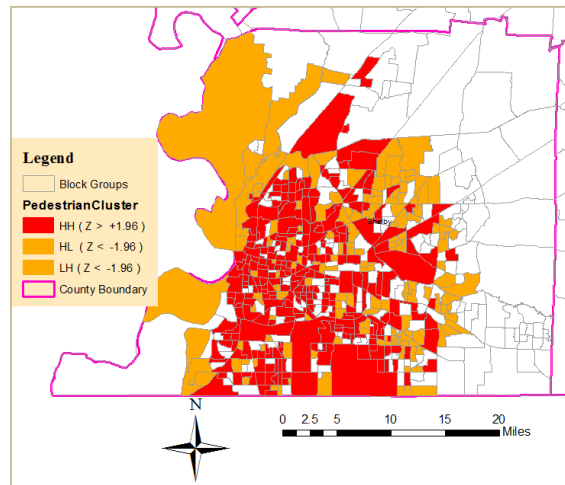 Legend
Block Groups
PedestrianCluster
HH ( Z > +1.96 )
HL ( Z < -1.96 )
LH ( Z < -1.96 )
County Boundary
Shelby
N
0 2.5 5 10 15 20
Miles